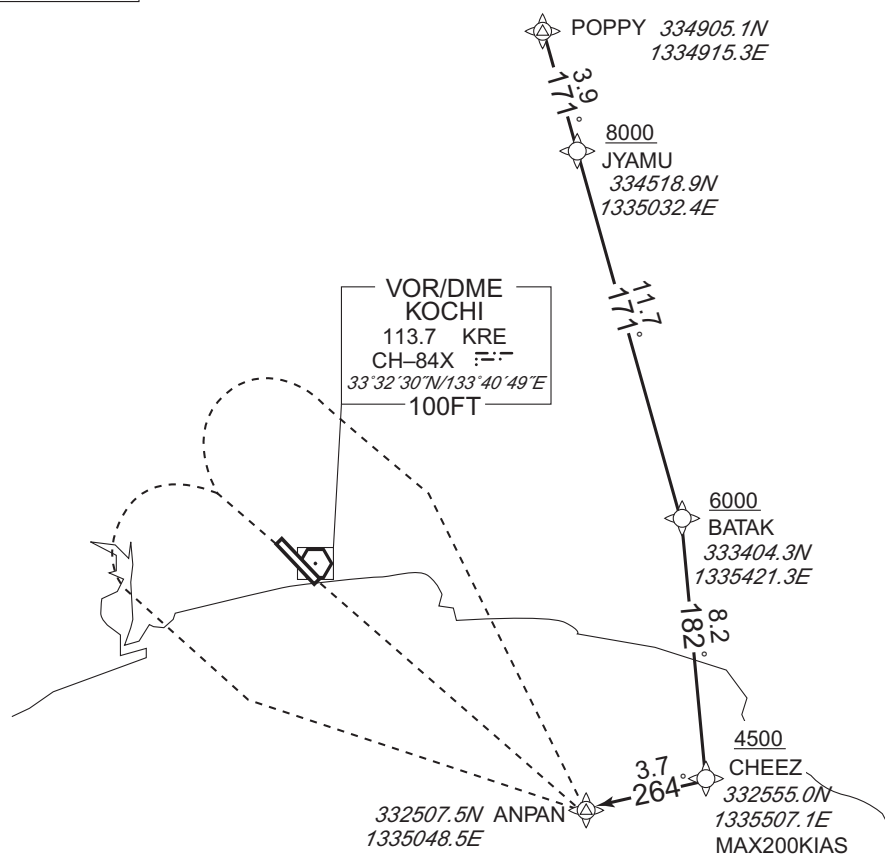 POPPY 334905.1N
1334915.3E
3.9
171°
8000
JYAMU
334518.9N
1335032.4E
11.7
171°
VOR/DME
KOCHI
113.7 KRE
CH–84X
33°32´30˝N/133°40´49˝E
100FT
6000
BATAK
333404.3N
1335421.3E
8.2
182°
4500
CHEEZ
332555.0N
1335507.1E
MAX200KIAS
3.7
264°
332507.5N ANPAN
1335048.5E